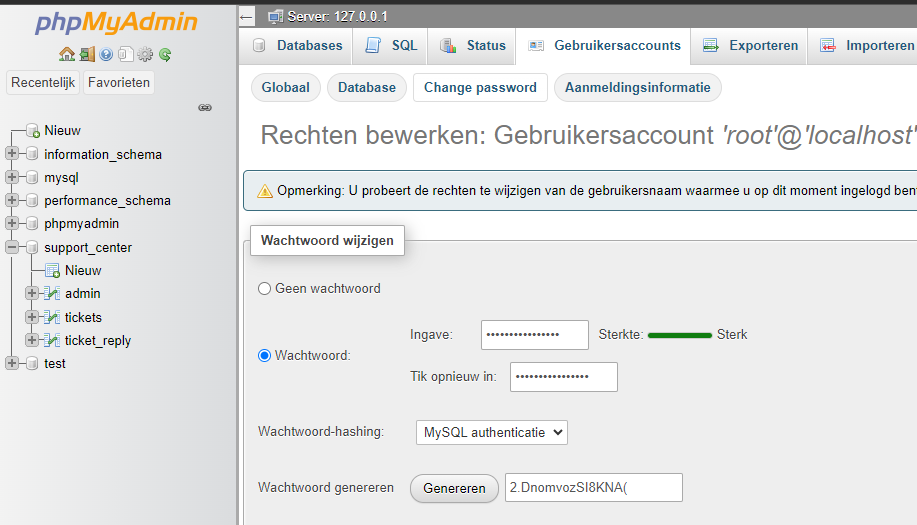 phpMyAdmin
Recentelijk Favorieten
Nieuw
information_schema
mysql
performance_schema
phpmyadmin
support_center
Nieuw
admin
tickets
ticket_reply
test
Server: 127.0.0.1
Databases SQL Status Gebruikersaccounts Exporteren Importeren
Globaal Database Change password Aanmeldingsinformatie
Rechten bewerken: Gebruikersaccount 'root'@'localhost'
Opmerking: U probeert de rechten te wijzigen van de gebruikersnaam waarmee u op dit moment ingelogd bent
Wachtwoord wijzigen
Geen wachtwoord
Wachtwoord:
Ingave: •••••••••••••••• Sterkte: Sterk
Tik opnieuw in: ••••••••••••••••
Wachtwoord-hashing: MySQL authenticatie
Wachtwoord genereren Genereren 2.DnomvozSI8KNA(